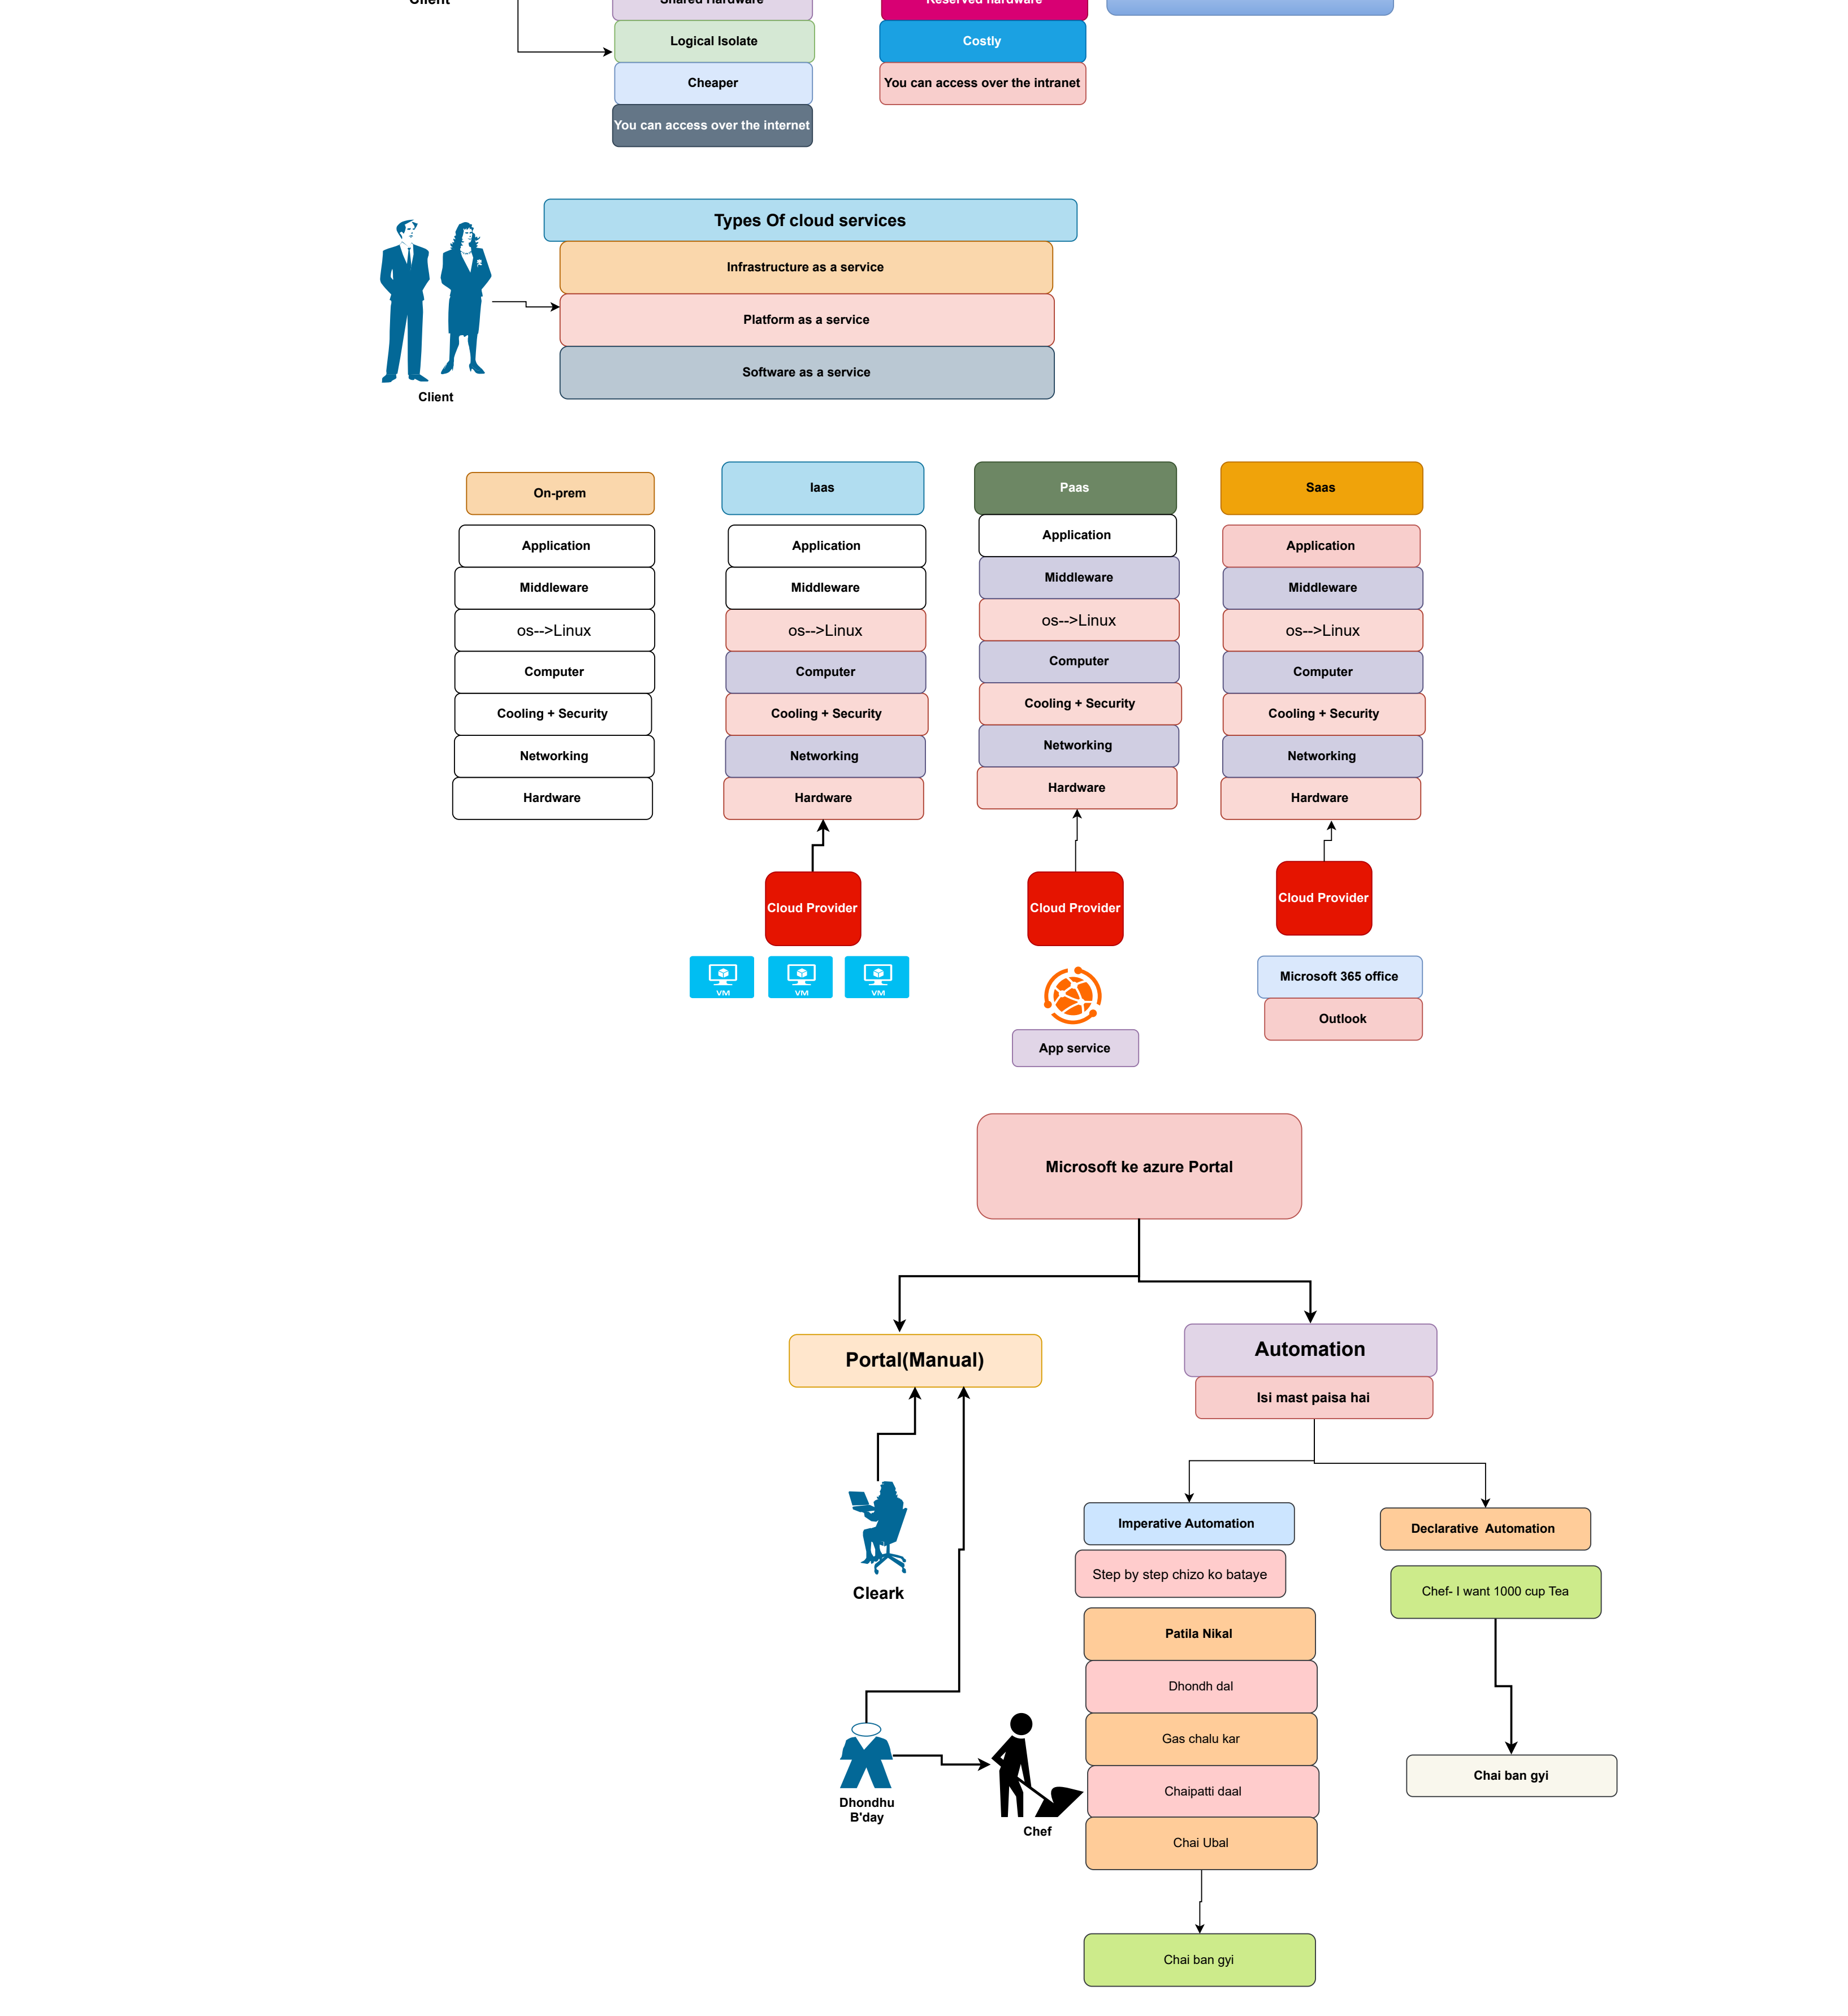 Client
Shared Hardware
Reserved hardware
Logical Isolate
Costly
Cheaper
You can access over the intranet
You can access over the internet
Types Of cloud services
Infrastructure as a service
Platform as a service
Software as a service
Client
On-prem
Application
Middleware
os-->Linux
Computer
Cooling + Security
Networking
Hardware
Iaas
Application
Middleware
os-->Linux
Computer
Cooling + Security
Networking
Hardware
Cloud Provider
VM
VM
VM
Paas
Application
Middleware
os-->Linux
Computer
Cooling + Security
Networking
Hardware
Cloud Provider
App service
Saas
Application
Middleware
os-->Linux
Computer
Cooling + Security
Networking
Hardware
Cloud Provider
Microsoft 365 office
Outlook
Microsoft ke azure Portal
Portal(Manual)
Cleark
Dhondhu
B'day
Chef
Automation
Isi mast paisa hai
Imperative Automation
Step by step chizo ko bataye
Patila Nikal
Dhondh dal
Gas chalu kar
Chaipatti daal
Chai Ubal
Chai ban gyi
Declarative  Automation
Chef- I want 1000 cup Tea
Chai ban gyi